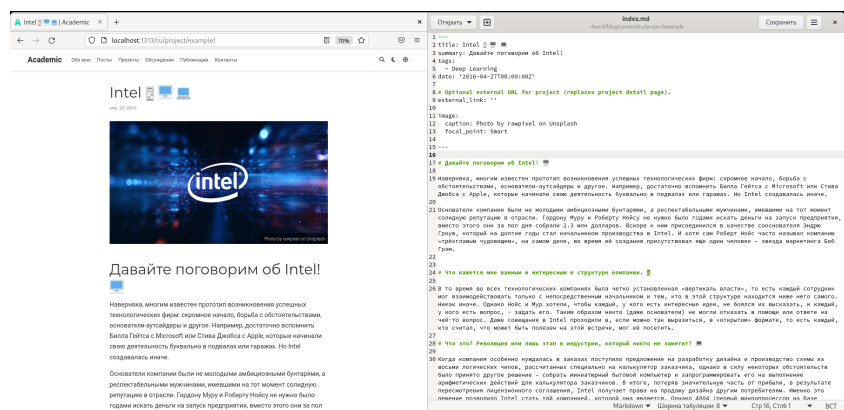 Intel | Academic
localhost:1313/ru/project/example/
70%
Academic
Обо мне Посты Проекты Обсуждения Публикации Контакты
Intel
апр. 27, 2016
intel
Photo by rawpixel on Unsplash
Давайте поговорим об Intel!
Наверняка, многим известен прототип возникновения успешных
технологических фирм: скромное начало, борьба с обстоятельствами,
основатели-аутсайдеры и другое. Например, достаточно вспомнить
Билла Гейтса с Microsoft или Стива Джобса с Apple, которые начинали
свою деятельность буквально в подвалах или гаражах. Но Intel
создавалась иначе.
Основатели компании были не молодыми амбициозными бунтарями, а
респектабельными мужчинами, имевшими на тот момент солидную
репутацию в отрасли. Гордону Муру и Роберту Нойсу не нужно было
годами искать деньги на запуск предприятия, вместо этого они за пол
Открыть
index.md
~/work/blog/content/ru/project/example
Сохранить
1 ---
2 title: Intel
3 summary: Давайте поговорим об Intel!
4 tags:
5 - Deep Learning
6 date: '2016-04-27T00:00:00Z'
7
8 # Optional external URL for project (replaces project detail page).
9 external_link: ''
10
11 image:
12 caption: Photo by rawpixel on Unsplash
13 focal_point: Smart
14
15 ---
16
17 # Давайте поговорим об Intel!
18
19 Наверняка, многим известен прототип возникновения успешных технологических фирм: скромное начало, борьба с
обстоятельствами, основатели-аутсайдеры и другое. Например, достаточно вспомнить Билла Гейтса с Microsoft или Стива
Джобса с Apple, которые начинали свою деятельность буквально в подвалах или гаражах. Но Intel создавалась иначе.
20
21 Основатели компании были не молодыми амбициозными бунтарями, а респектабельными мужчинами, имевшими на тот момент
солидную репутацию в отрасли. Гордону Муру и Роберту Нойсу не нужно было годами искать деньги на запуск предприятия,
вместо этого они за пол дня собрали 2.3 млн долларов. Вскоре к ним присоединился в качестве сооснователя Эндрю
Гроув, который на долгие годы стал начальником производства в Intel. И хотя сам Роберт Нойс часто называл компанию
«трёхглавым чудовищем», на самом деле, во время её создания присутствовал еще один человек – звезда маркетинга Боб
Грэм.
22
23
24 # Что кажется мне важным и интересным в структуре компании.
25
26 В то время во всех технологических компаниях была четко установленная «вертикаль власти», то есть каждый сотрудник
мог взаимодействовать только с непосредственным начальником и тем, кто в этой структуре находится ниже него самого.
Никак иначе. Однако Нойс и Мур хотели, чтобы каждый, у кого есть интересные идеи, не боялся их высказать, и каждый,
у кого есть вопрос, - задать его. Таким образом никто (даже основатели) не могли отказать в помощи или ответе на
чей-то вопрос. Даже совещания в Intel проходили в, если можно так выразиться, в «открытом» формате, то есть каждый,
кто считал, что может быть полезен на этой встрече, мог её посетить.
27
28 # Что это? Революция или лишь этап в индустрии, который никто не заметит!
29
30 Когда компания особенно нуждалась в заказах поступило предложение на разработку дизайна и производство схемы из
восьми логических чипов, рассчитанных специально на калькулятор заказчика, однако в силу некоторых обстоятельств
было принято другое решение – собрать миниатюрный бытовой компьютер и запрограммировать его на выполнение
арифметических действий для калькулятора заказчиков. В итоге, потеряв значительную часть от прибыли, в результате
пересмотра лицензионного соглашения, Intel получает права на продажу дизайна другим потребителям. Именно это
решение позволило Intel стать той компанией, которой она является. Однако 4004 (первый микропроцессор на базе
Markdown Ширина табуляции: 8 Стр 16, Стлб 1 ВСТ